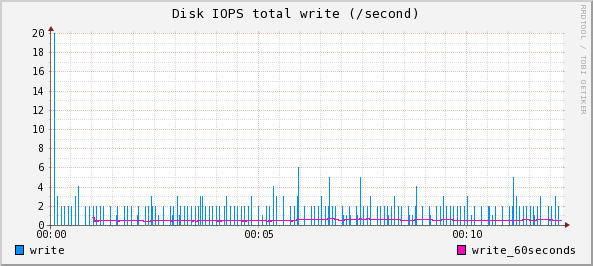 Disk IOPS total write (/second)
RRDTOOL / TOBI OETIKER
20
18
16
14
12
10
8
6
4
2
0
00:00 00:05 00:10
write write_60seconds